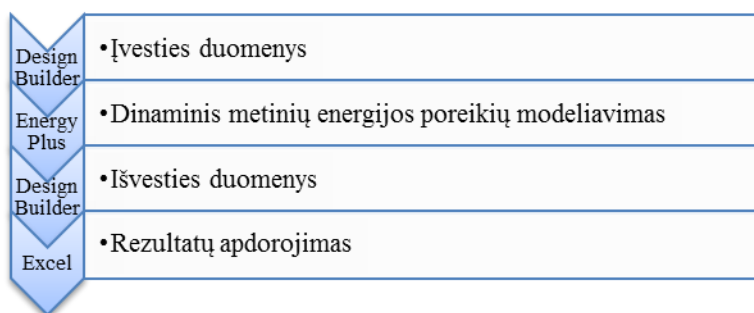 Design
Builder
•Įvesties duomenys
Energy
Plus
•Dinaminis metinių energijos poreikių modeliavimas
Design
Builder
•Išvesties duomenys
Excel
•Rezultatų apdorojimas